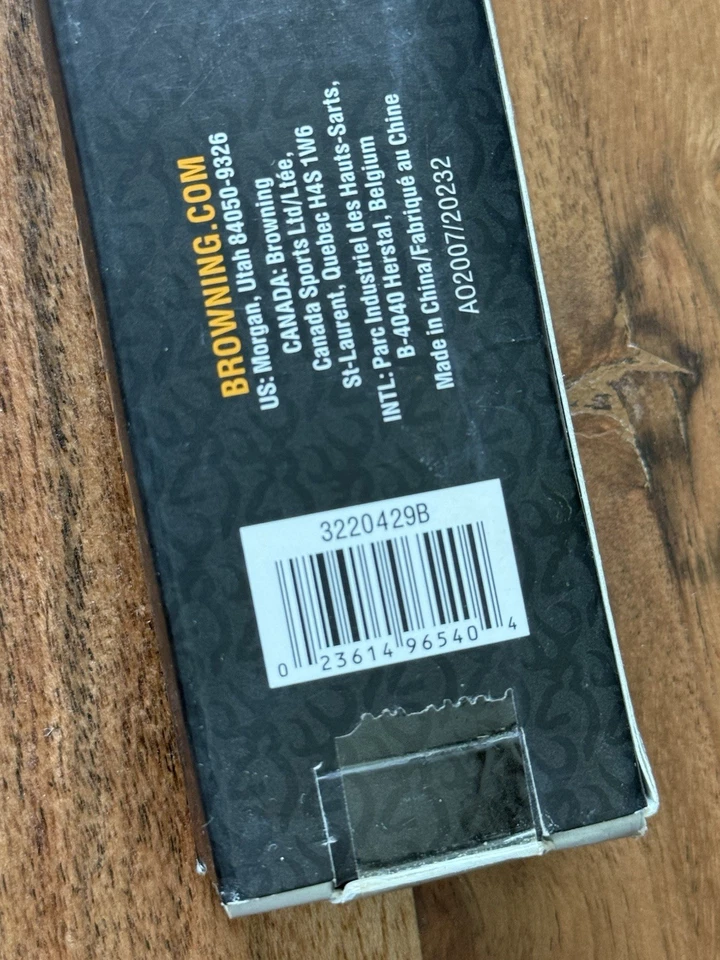 BROWNING.COM
US: Morgan, Utah 84050-9326
CANADA: Browning
Canada Sports Ltd/Ltée,
St-Laurent, Quebec H4S 1W6
INTL: Parc Industriel des Hauts-Sarts,
B-4040 Herstal, Belgium
Made in China/Fabriqué au Chine
AO2007/20232
3220429B
0 23614 96540 4